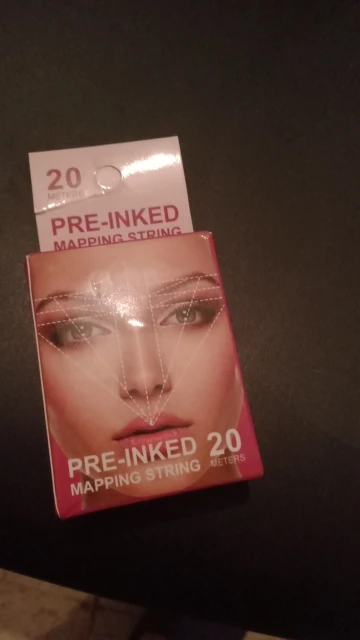 20
METERS
PRE-INKED
MAPPING STRING
PRE-INKED
MAPPING STRING
20
METERS